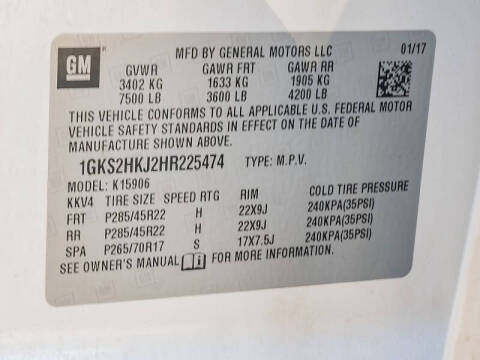 GM
MFD BY GENERAL MOTORS LLC 01/17
GVWR GAWR FRT GAWR RR
3402 KG 1633 KG 1905 KG
7500 LB 3600 LB 4200 LB
THIS VEHICLE CONFORMS TO ALL APPLICABLE U.S. FEDERAL MOTOR
VEHICLE SAFETY STANDARDS IN EFFECT ON THE DATE OF
MANUFACTURE SHOWN ABOVE.
1GKS2HKJ2HR225474 TYPE: M.P.V.
MODEL: K15906
KKV4 TIRE SIZE SPEED RTG RIM COLD TIRE PRESSURE
FRT P285/45R22 H 22X9J 240KPA(35PSI)
RR P285/45R22 H 22X9J 240KPA(35PSI)
SPA P265/70R17 S 17X7.5J 240KPA(35PSI)
SEE OWNER'S MANUAL FOR MORE INFORMATION.